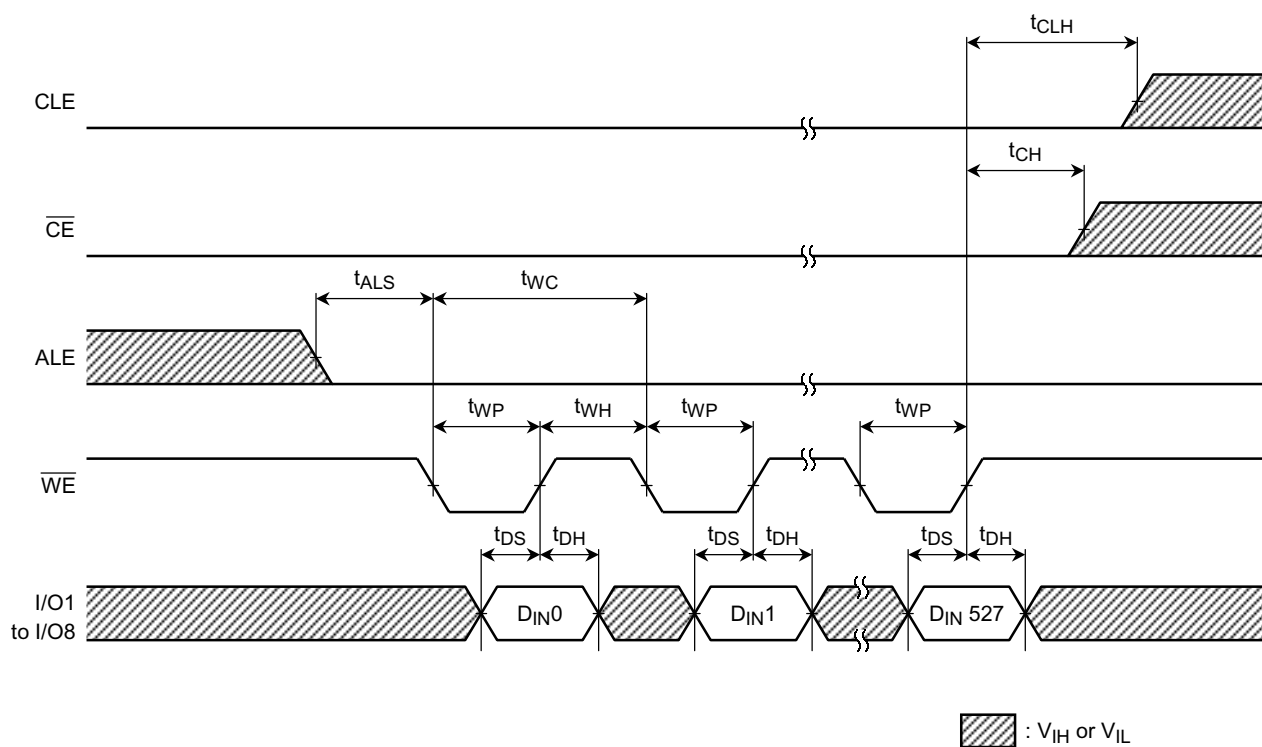 tCLH
CLE
tCH
CE
tALS
tWC
ALE
tWP
tWH
tWP
tWP
WE
tDS
tDH
tDS
tDH
tDS
tDH
I/O1
to I/O8
DIN0
DIN1
DIN 527
: VIH or VIL